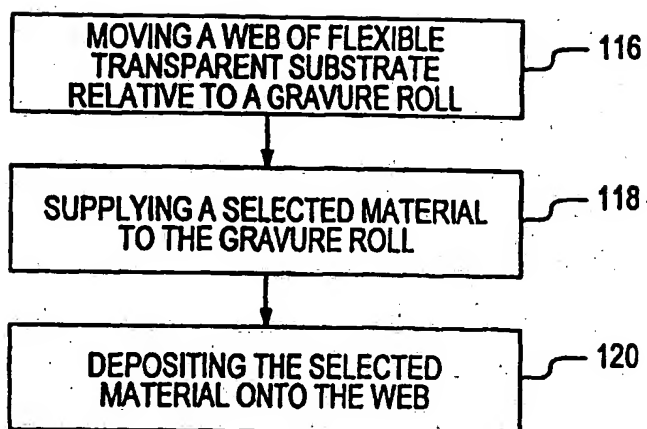 MOVING A WEB OF FLEXIBLE
TRANSPARENT SUBSTRATE
RELATIVE TO A GRAVURE ROLL
116
SUPPLYING A SELECTED MATERIAL
TO THE GRAVURE ROLL
118
DEPOSITING THE SELECTED
MATERIAL ONTO THE WEB
120